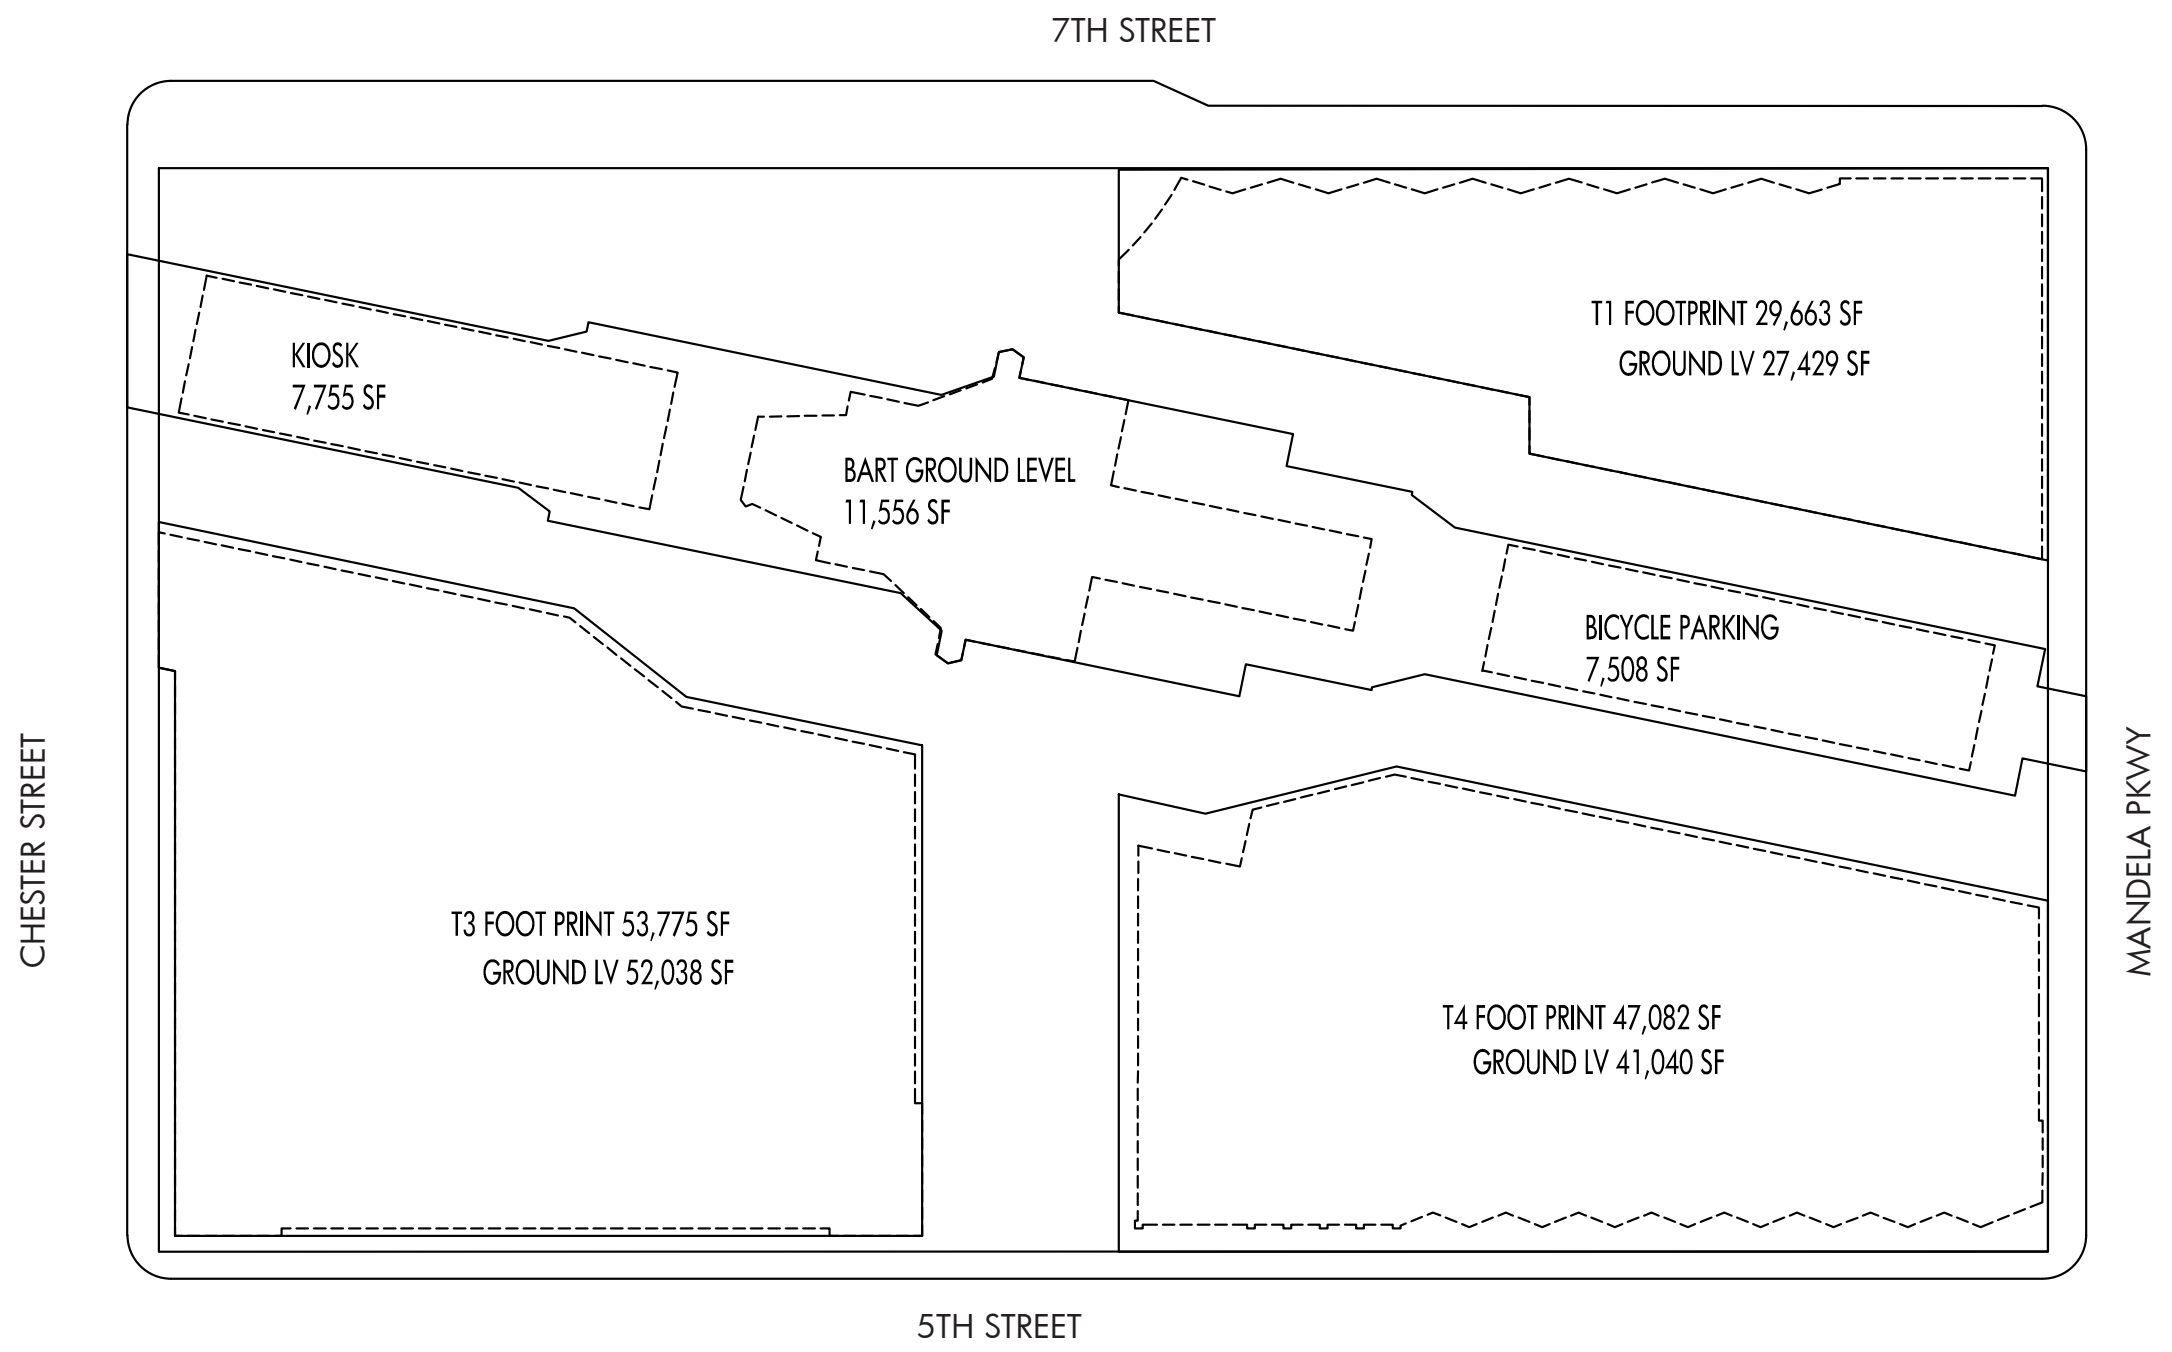 7TH STREET
T1 FOOTPRINT 29,663 SF
GROUND LV 27,429 SF
KIOSK
7,755 SF
BART GROUND LEVEL
11,556 SF
BICYCLE PARKING
7,508 SF
CHESTER STREET
MANDELA PKWY
T3 FOOT PRINT 53,775 SF
GROUND LV 52,038 SF
T4 FOOT PRINT 47,082 SF
GROUND LV 41,040 SF
5TH STREET